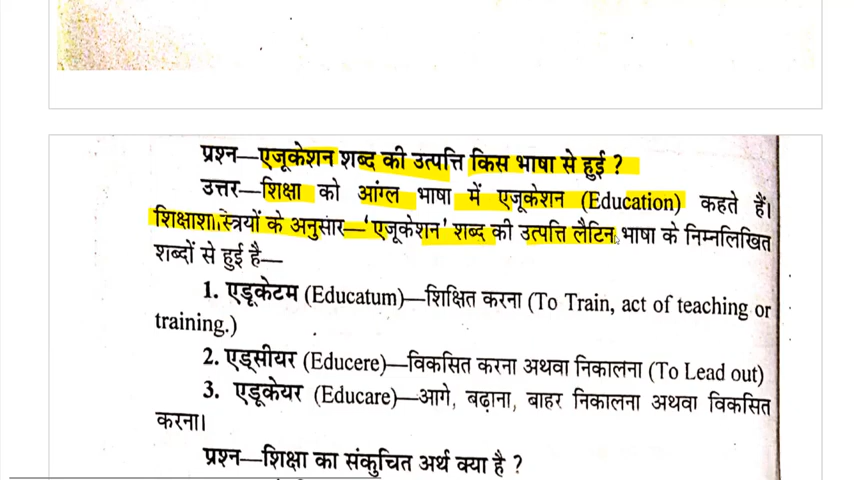 प्रश्न—एजूकेशन शब्द की उत्पत्ति किस भाषा से हुई ?
उत्तर—शिक्षा को आंग्ल भाषा में एजूकेशन (Education) कहते हैं।
शिक्षाशास्त्रियों के अनुसार—‘एजूकेशन’ शब्द की उत्पत्ति लैटिन भाषा के निम्नलिखित
शब्दों से हुई है—
1. एडूकेटम (Educatum)—शिक्षित करना (To Train, act of teaching or
training.)
2. एड्सीयर (Educere)—विकसित करना अथवा निकालना (To Lead out)
3. एडूकेयर (Educare)—आगे, बढ़ाना, बाहर निकालना अथवा विकसित
करना।
प्रश्न—शिक्षा का संकुचित अर्थ क्या है ?